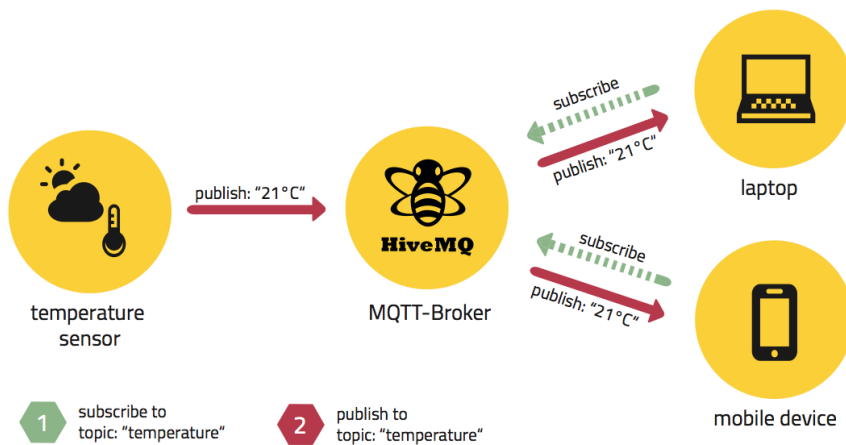 subscribe
publish: “21°C“
laptop
publish: “21°C“
HiveMQ
temperature
sensor
MQTT-Broker
subscribe
publish: “21°C“
mobile device
1
subscribe to
topic: “temperature“
2
publish to
topic: “temperature“